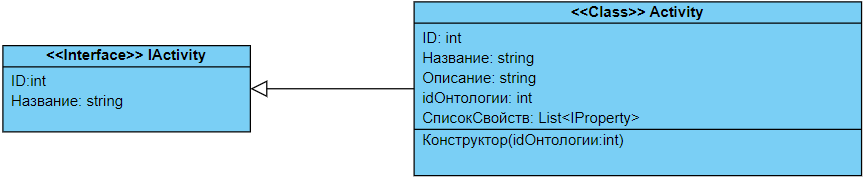 <<Interface>> IActivity
ID:int
Название: string
<<Class>> Activity
ID: int
Название: string
Описание: string
idОнтологии: int
СписокСвойств: List<IProperty>
Конструктор(idОнтологии:int)